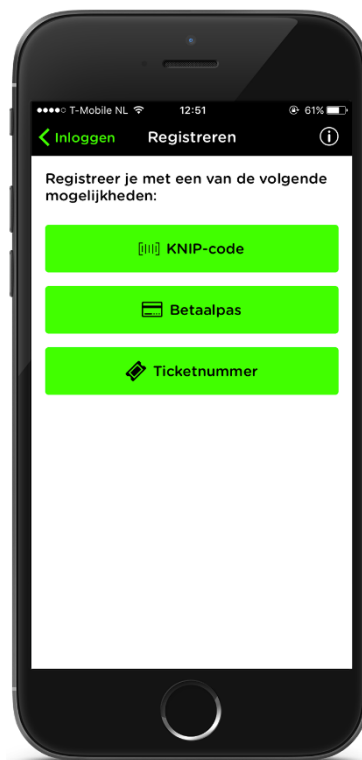 T-Mobile NL 12:51 61%
Inloggen Registreren
Registreer je met een van de volgende
mogelijkheden:
KNIP-code
Betaalpas
Ticketnummer